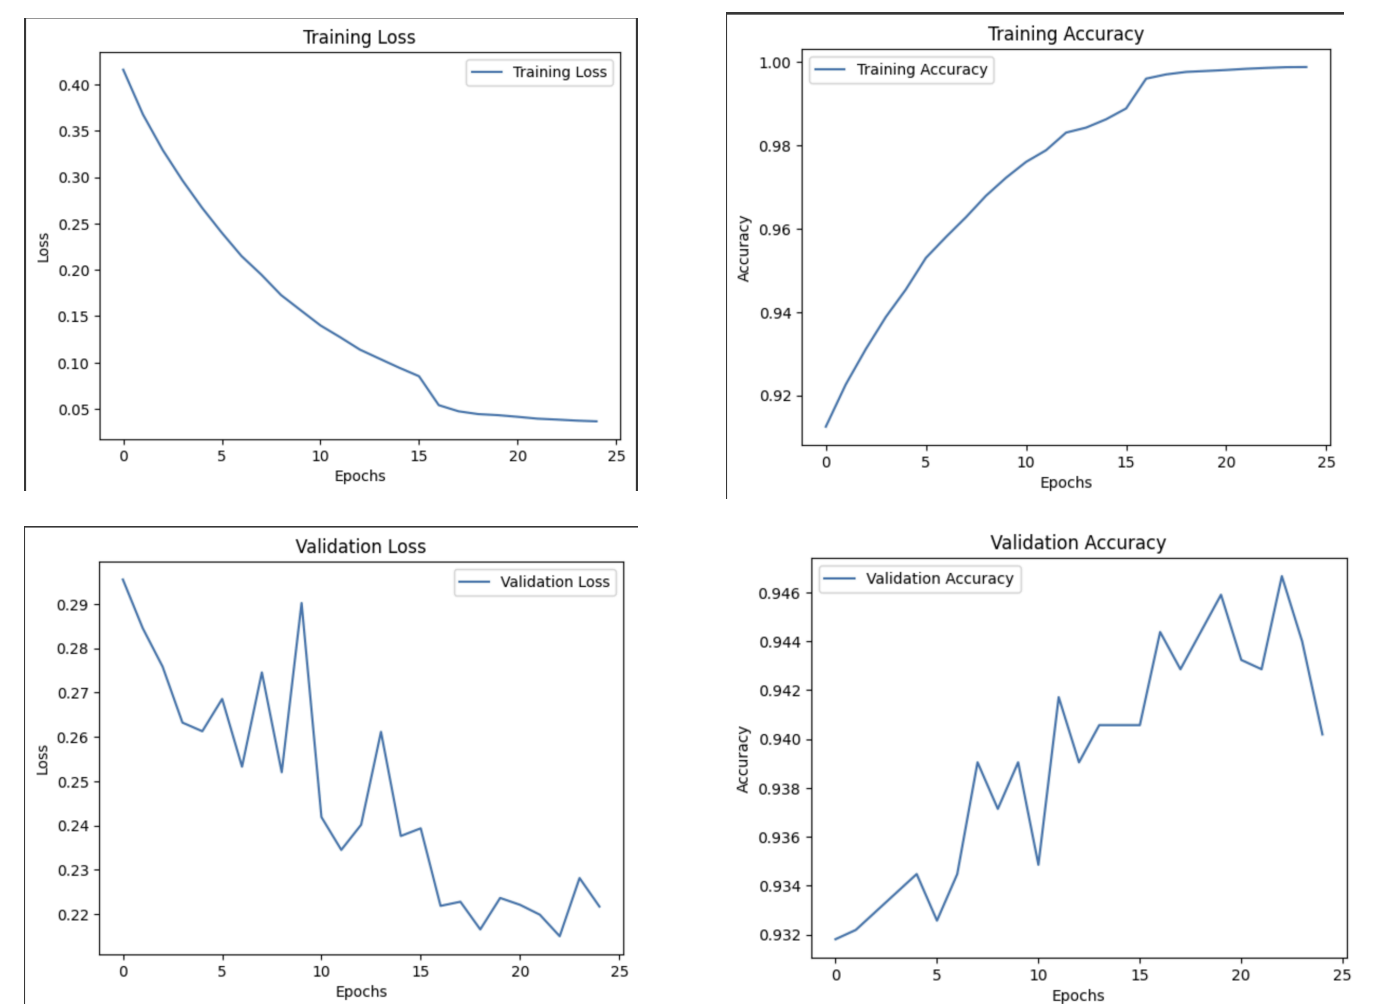 Training Loss
Training Loss
0.40
0.35
0.30
0.25
0.20
0.15
0.10
0.05
Loss
0 5 10 15 20 25
Epochs
Training Accuracy
Training Accuracy
1.00
0.98
0.96
0.94
0.92
Accuracy
0 5 10 15 20 25
Epochs
Validation Loss
Validation Loss
0.29
0.28
0.27
0.26
0.25
0.24
0.23
0.22
Loss
0 5 10 15 20 25
Epochs
Validation Accuracy
Validation Accuracy
0.946
0.944
0.942
0.940
0.938
0.936
0.934
0.932
Accuracy
0 5 10 15 20 25
Epochs